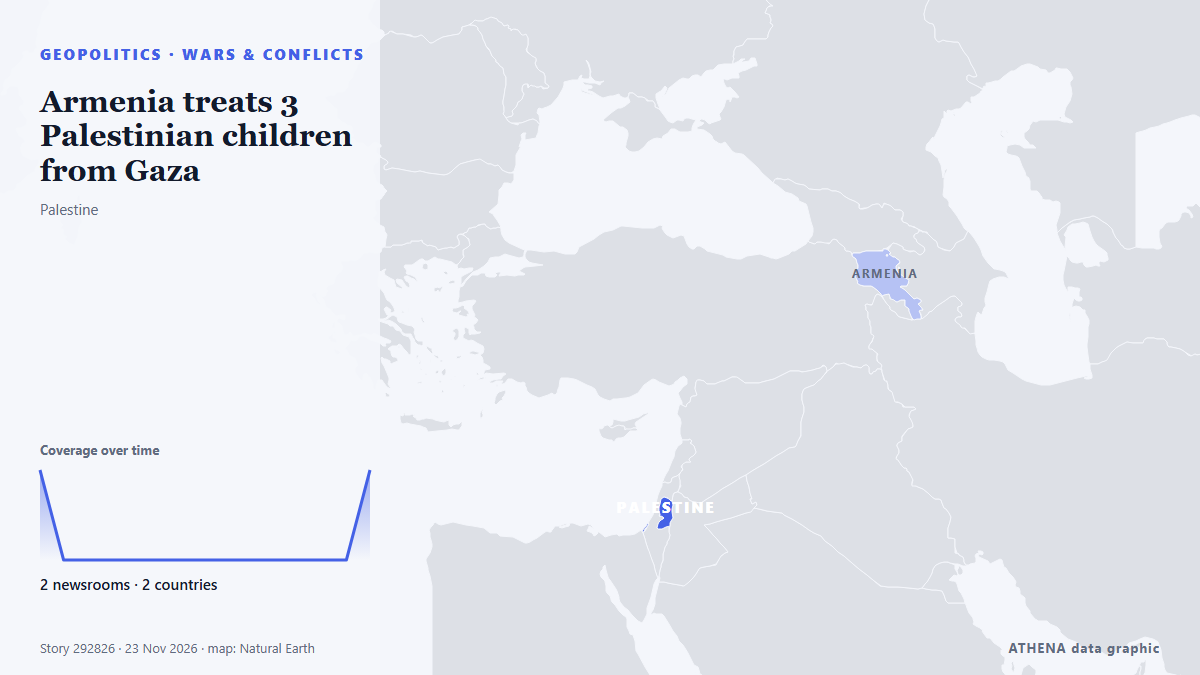 GEOPOLITICS · WARS & CONFLICTS
Armenia treats 3
Palestinian children
from Gaza
Palestine
ARMENIA
PALESTINE
Coverage over time
2 newsrooms · 2 countries
Story 292826 · 23 Nov 2026 · map: Natural Earth
ATHENA data graphic